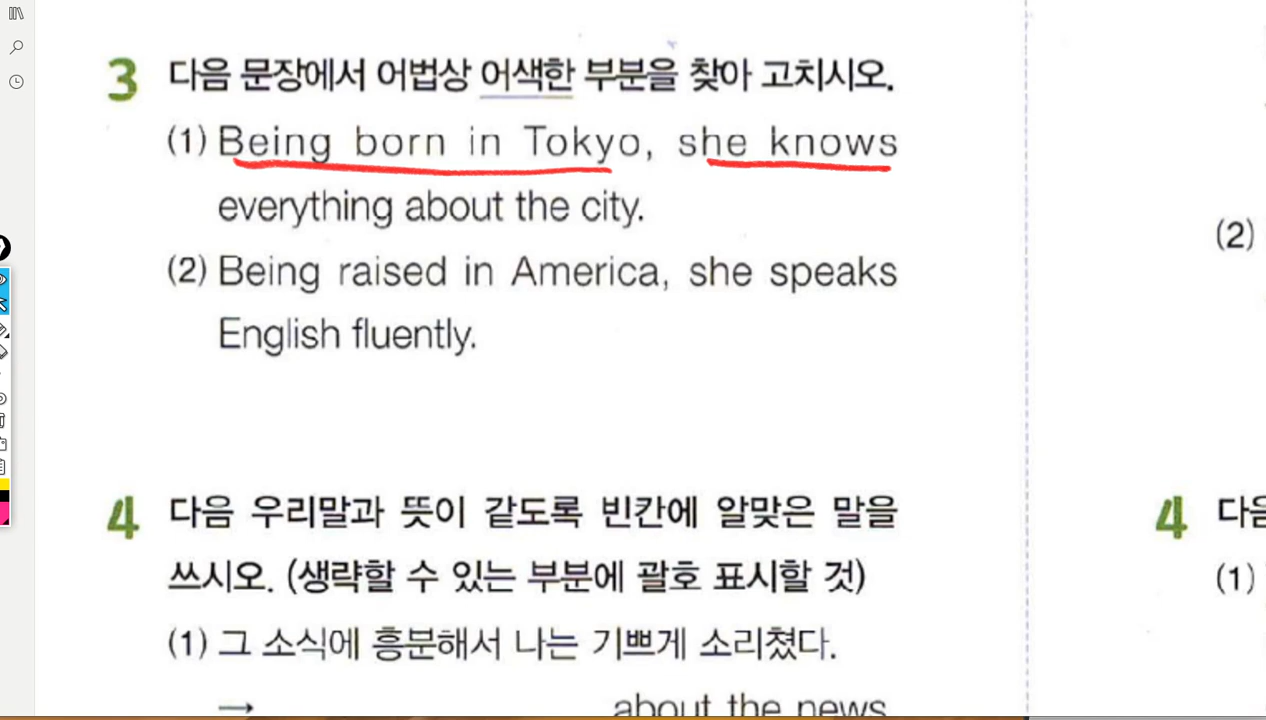 3 다음 문장에서 어법상 어색한 부분을 찾아 고치시오.
(1) Being born in Tokyo, she knows
everything about the city.
(2) Being raised in America, she speaks
English fluently.
4 다음 우리말과 뜻이 같도록 빈칸에 알맞은 말을
쓰시오. (생략할 수 있는 부분에 괄호 표시할 것)
(1) 그 소식에 흥분해서 나는 기쁘게 소리쳤다.
→ about the news
(2)
4 다음
(1)